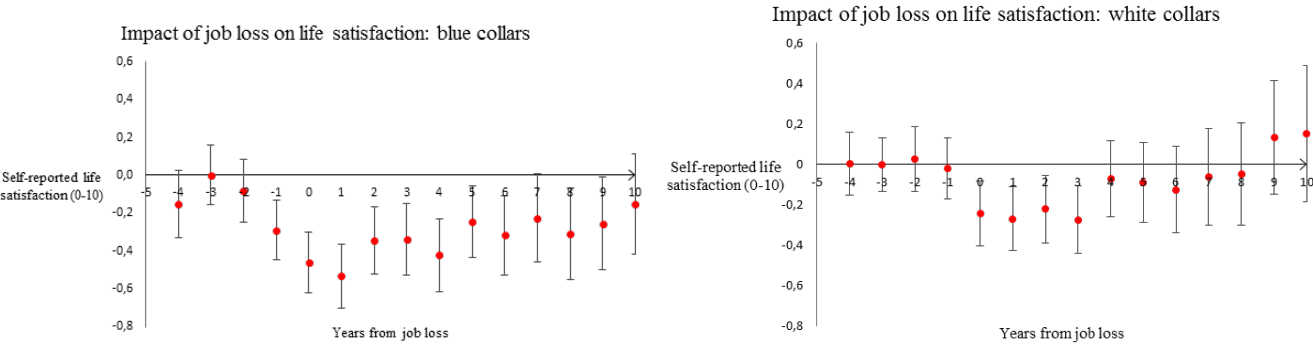 Impact of job loss on life satisfaction: blue collars
0,6
0,4
0,2
Self-reported life
satisfaction (0-10)
0,0
-5 -4 -3 -2 -1 0 1 2 3 4 5 6 7 8 9 10
-0,2
-0,4
-0,6
-0,8
Years from job loss
Impact of job loss on life satisfaction: white collars
0,6
0,4
0,2
Self-reported life
satisfaction (0-10)
0
-5 -4 -3 -2 -1 0 1 2 3 4 5 6 7 8 9 10
-0,2
-0,4
-0,6
-0,8
Years from job loss